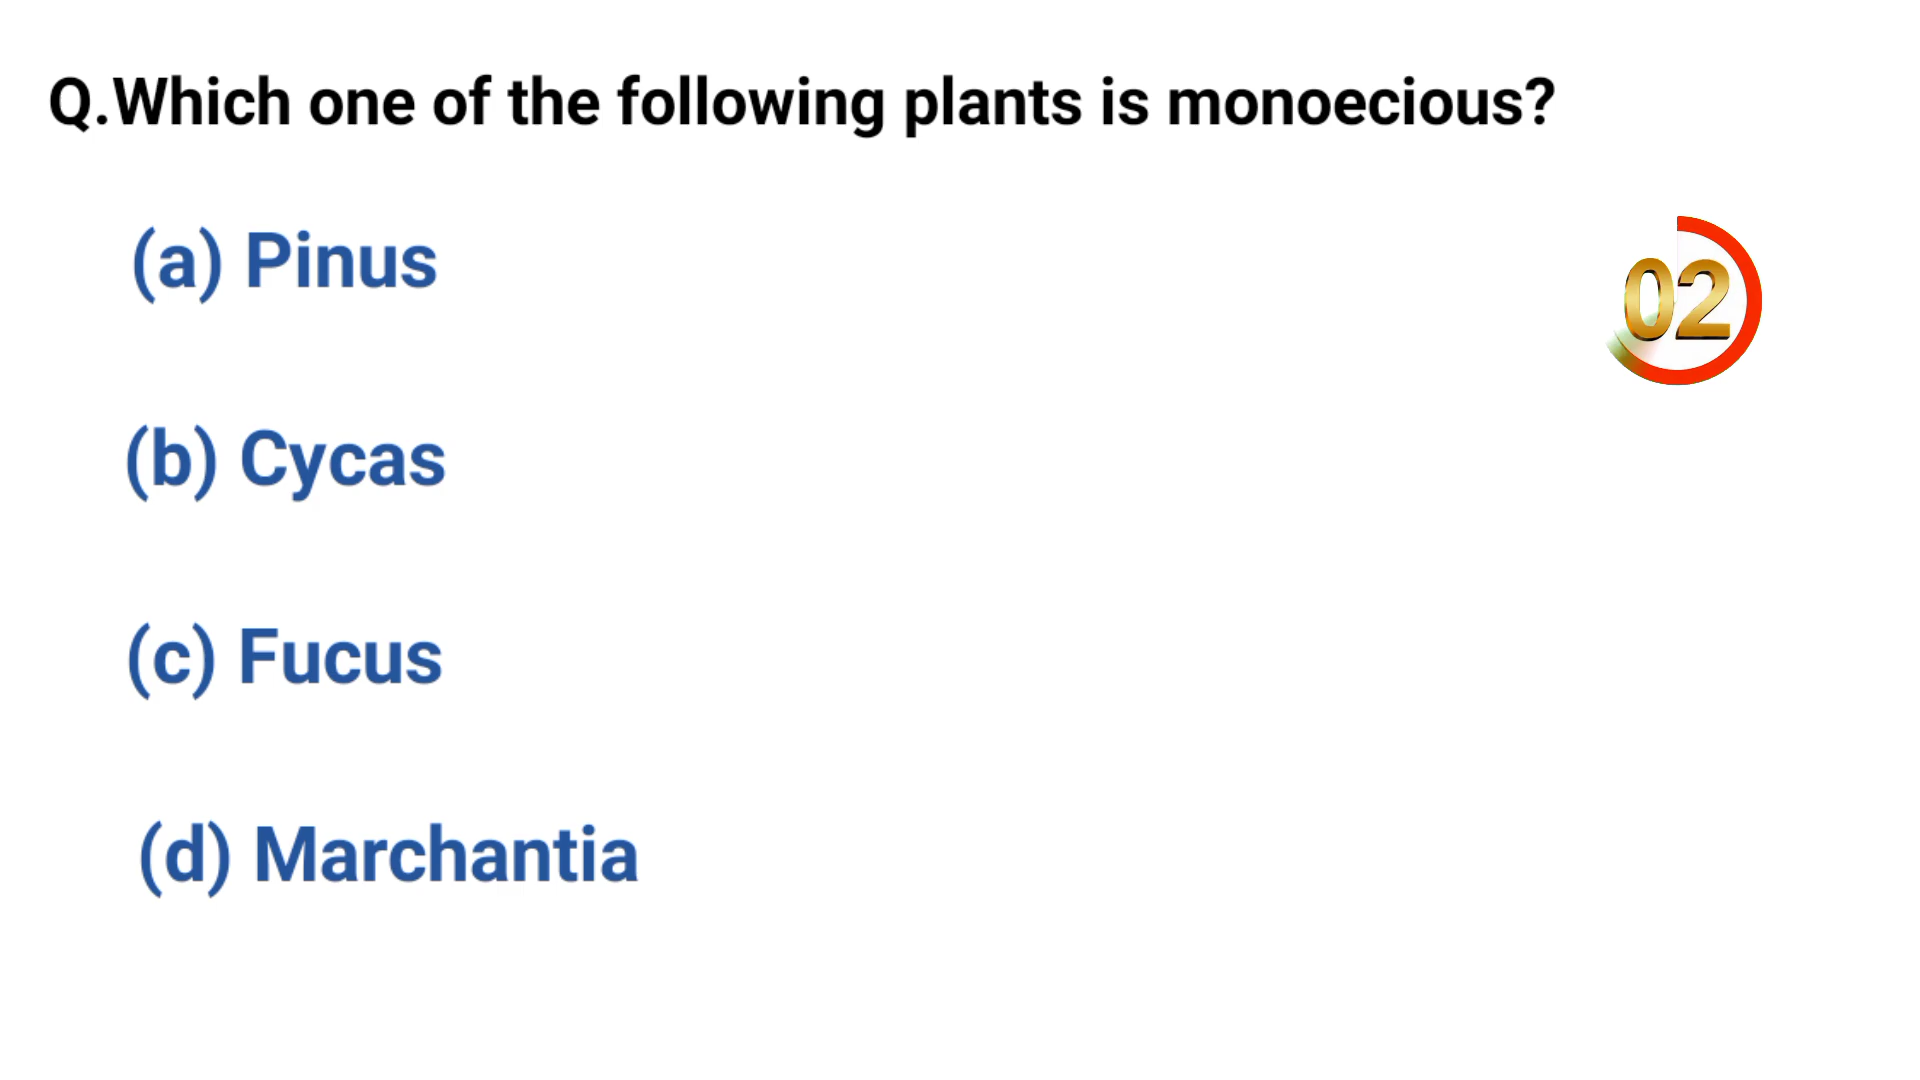 Q.Which one of the following plants is monoecious?
(a) Pinus
02
(b) Cycas
(c) Fucus
(d) Marchantia